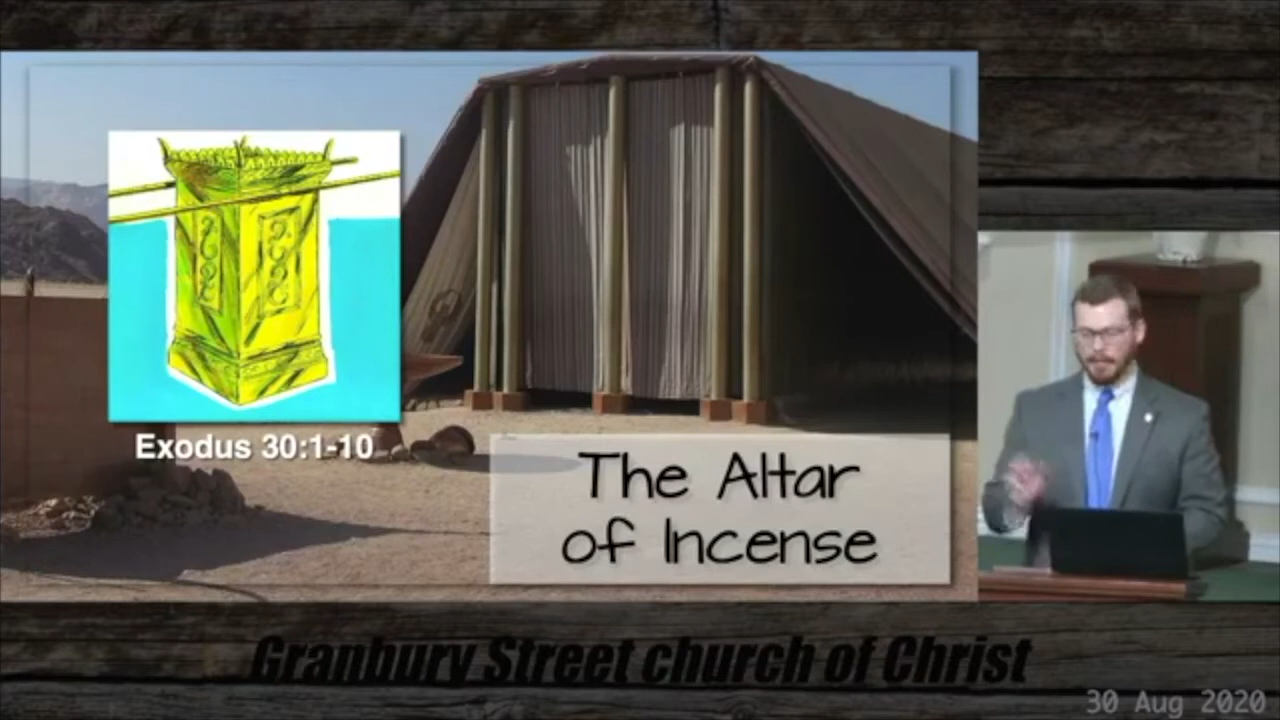 Exodus 30:1-10
The Altar
of Incense
Granbury Street church of Christ
30 Aug 2020